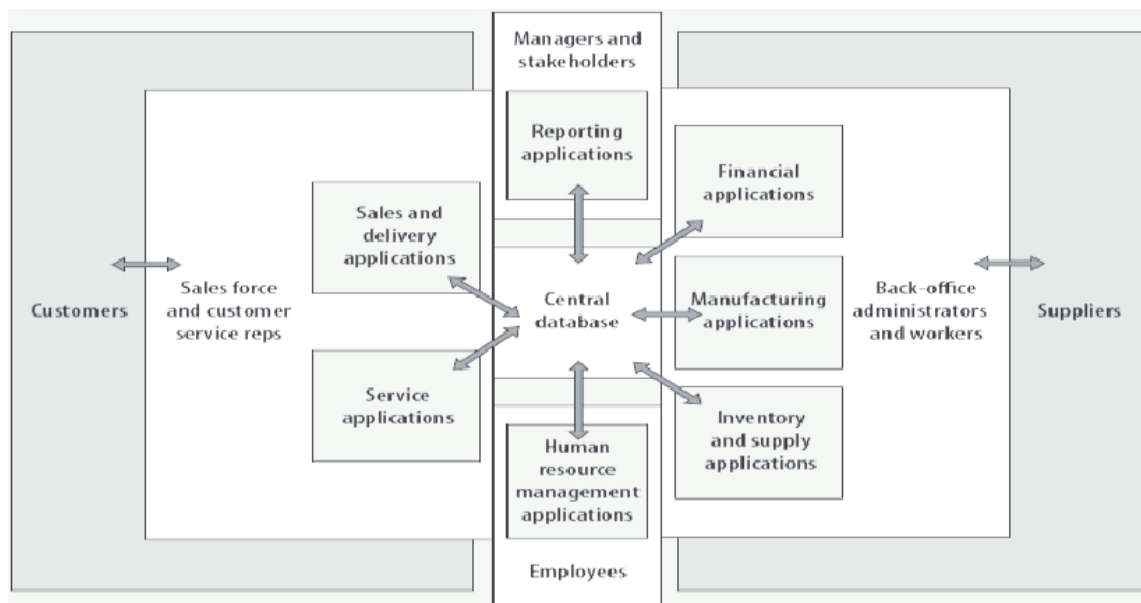 Managers and
stakeholders
Reporting
applications
Financial
applications
Sales and
delivery
applications
Customers
Sales force
and customer
service reps
Central
database
Manufacturing
applications
Back-office
administrators
and workers
Suppliers
Service
applications
Inventory
and supply
applications
Human
resource
management
applications
Employees